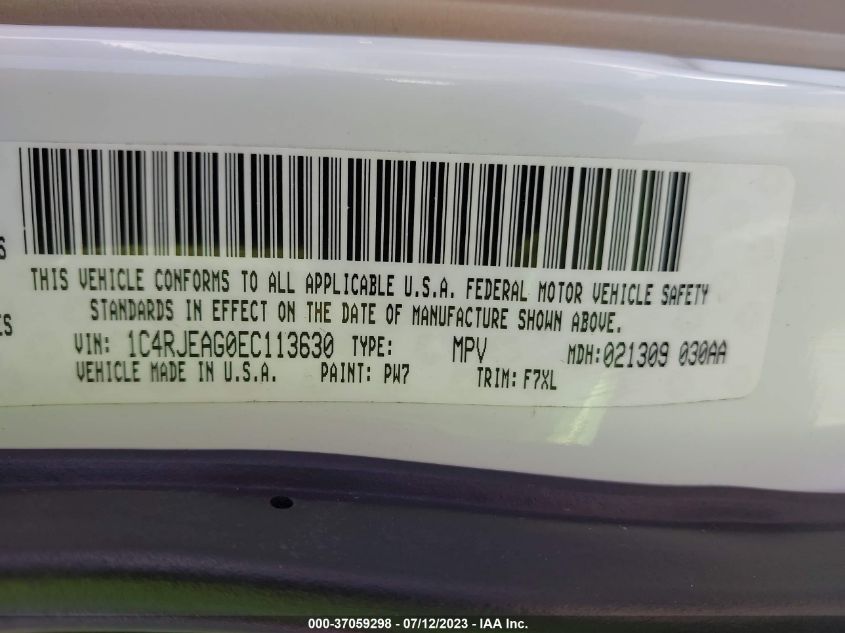 S
THIS VEHICLE CONFORMS TO ALL APPLICABLE U.S.A. FEDERAL MOTOR VEHICLE SAFETY
ES
STANDARDS IN EFFECT ON THE DATE OF MANUFACTURE SHOWN ABOVE.
VIN: 1C4RJEAG0EC113630 TYPE: MPV MDH:021309 030AA
VEHICLE MADE IN U.S.A. PAINT: PW7 TRIM: F7XL
000-37059298 - 07/12/2023 - IAA Inc.